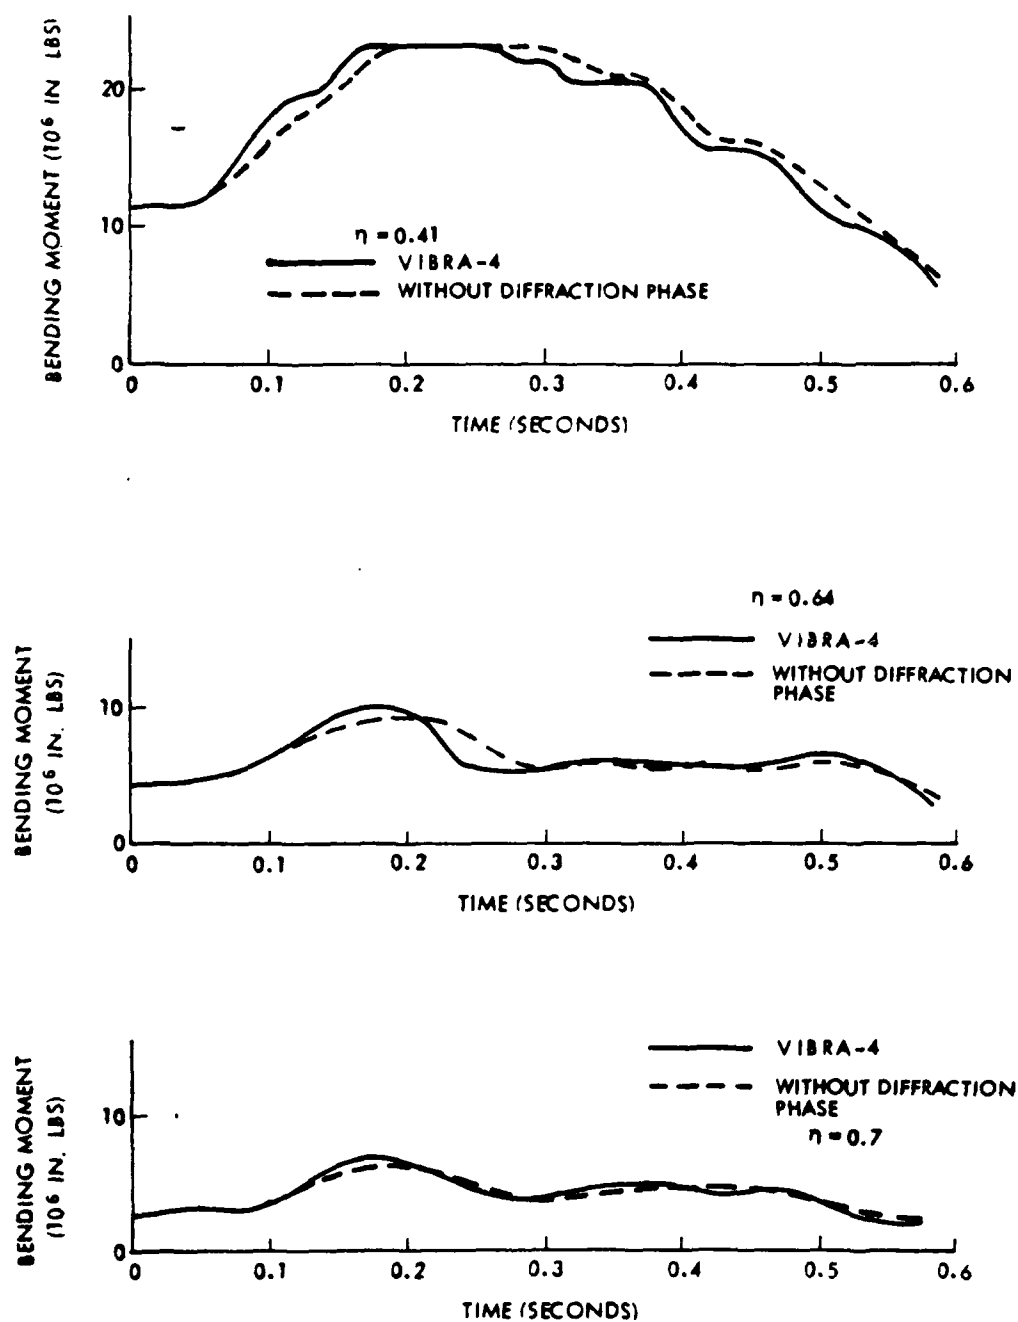 BENDING MOMENT (10⁶ IN LBS)
20
10
0
η = 0.41
VIBRA-4
WITHOUT DIFFRACTION PHASE
0 0.1 0.2 0.3 0.4 0.5 0.6
TIME (SECONDS)
η = 0.64
VIBRA-4
WITHOUT DIFFRACTION
PHASE
BENDING MOMENT
(10⁶ IN. LBS)
10
0
0 0.1 0.2 0.3 0.4 0.5 0.6
TIME (SECONDS)
VIBRA-4
WITHOUT DIFFRACTION
PHASE
η = 0.7
BENDING MOMENT
(10⁶ IN. LBS)
10
0
0 0.1 0.2 0.3 0.4 0.5 0.6
TIME (SECONDS)